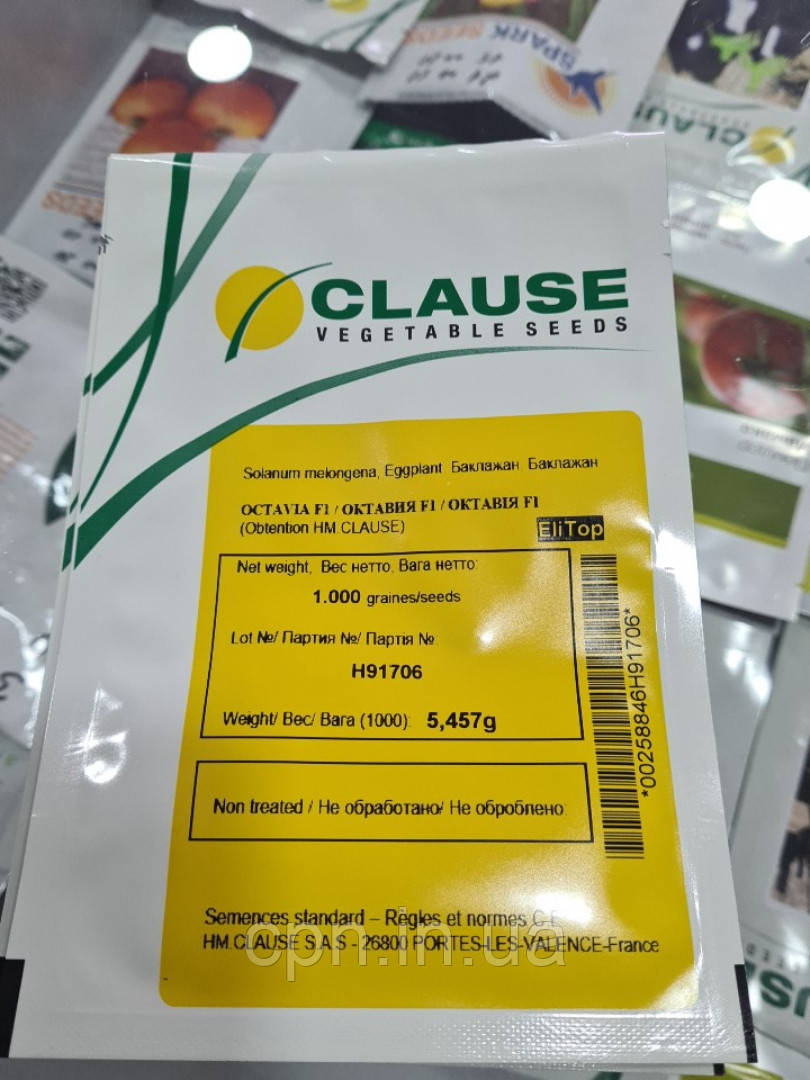 SPARK
SEEDS
CLAUSE
CLAUSE
VEGETABLE SEEDS
Solanum melongena, Eggplant Баклажан, Баклажан
OCTAVIA F1 / ОКТАВИЯ F1 / ОКТАВІЯ F1
(Obtention HM.CLAUSE)
EliTop
Net weight, Вес нетто, Вага нетто:
1.000 graines/seeds
Lot №/ Партия №/ Партія №
H91706
Weight/ Вес/ Вага (1000): 5,457g
*00258846H91706*
Non treated / Не обработано/ Не оброблено:
Semences standard – Règles et normes C.E.
HM.CLAUSE S.A.S - 26800 PORTES-LES-VALENCE-France
cpn.in.ua